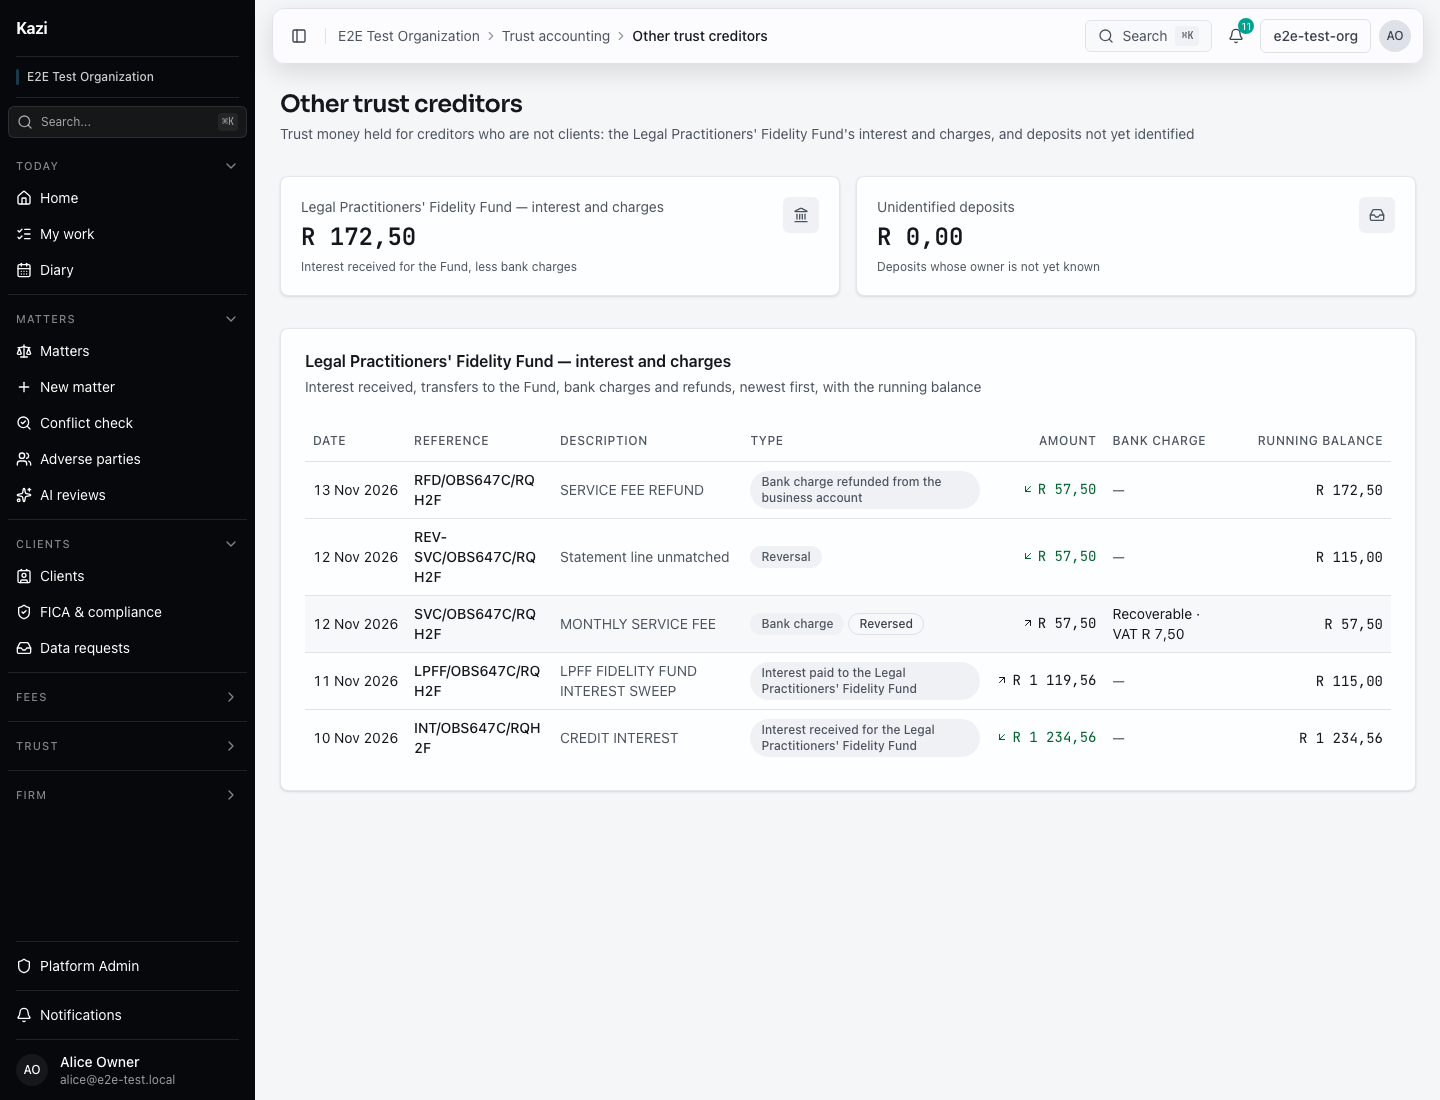 Kazi
E2E Test Organization
Search...
⌘K
TODAY
Home
My work
Diary
MATTERS
Matters
New matter
Conflict check
Adverse parties
AI reviews
CLIENTS
Clients
FICA & compliance
Data requests
FEES
TRUST
FIRM
Platform Admin
Notifications
AO
Alice Owner
alice@e2e-test.local
E2E Test Organization
Trust accounting
Other trust creditors
Search ⌘K
11
e2e-test-org
AO
Other trust creditors
Trust money held for creditors who are not clients: the Legal Practitioners' Fidelity Fund's interest and charges, and deposits not yet identified
Legal Practitioners' Fidelity Fund — interest and charges
R 172,50
Interest received for the Fund, less bank charges
Unidentified deposits
R 0,00
Deposits whose owner is not yet known
Legal Practitioners' Fidelity Fund — interest and charges
Interest received, transfers to the Fund, bank charges and refunds, newest first, with the running balance
DATE REFERENCE DESCRIPTION TYPE AMOUNT BANK CHARGE RUNNING BALANCE
13 Nov 2026
RFD/OBS647C/RQ
H2F
SERVICE FEE REFUND
Bank charge refunded from the
business account
R 57,50
—
R 172,50
12 Nov 2026
REV-
SVC/OBS647C/RQ
H2F
Statement line unmatched
Reversal
R 57,50
—
R 115,00
12 Nov 2026
SVC/OBS647C/RQ
H2F
MONTHLY SERVICE FEE
Bank charge
Reversed
R 57,50
Recoverable ·
VAT R 7,50
R 57,50
11 Nov 2026
LPFF/OBS647C/RQ
H2F
LPFF FIDELITY FUND
INTEREST SWEEP
Interest paid to the Legal
Practitioners' Fidelity Fund
R 1 119,56
—
R 115,00
10 Nov 2026
INT/OBS647C/RQH
2F
CREDIT INTEREST
Interest received for the Legal
Practitioners' Fidelity Fund
R 1 234,56
—
R 1 234,56